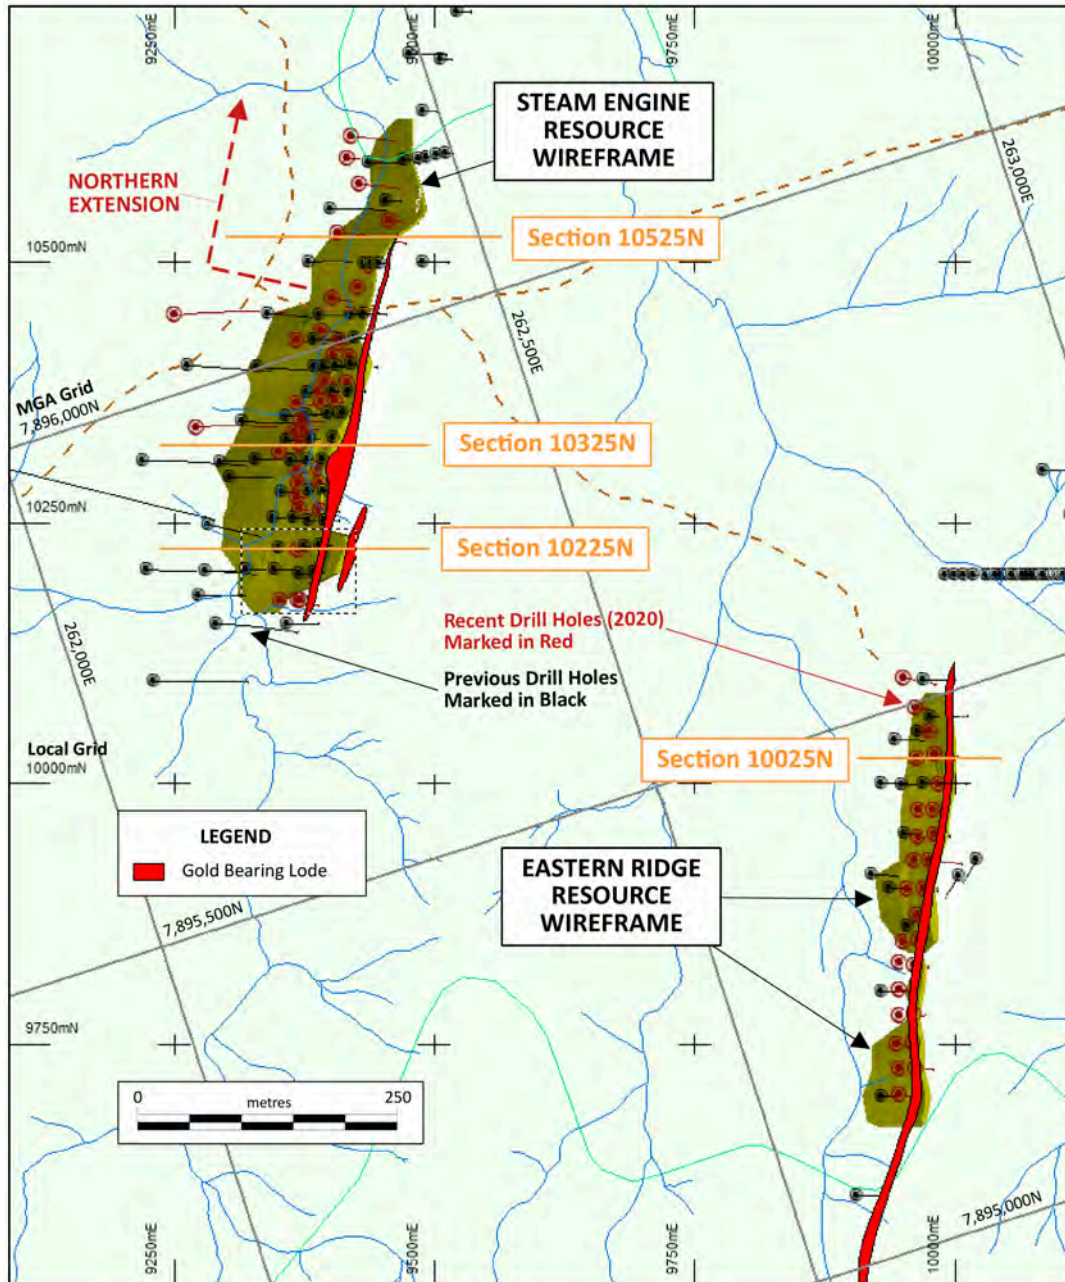 9250mE
9500mE
9750mE
10000mE
STEAM ENGINE
RESOURCE
WIREFRAME
263,000E
NORTHERN
EXTENSION
Section 10525N
10500mN
262,500E
MGA Grid
7,896,000N
Section 10325N
10250mN
Section 10225N
Recent Drill Holes (2020)
Marked in Red
262,000E
Previous Drill Holes
Marked in Black
Local Grid
10000mN
Section 10025N
LEGEND
Gold Bearing Lode
EASTERN RIDGE
RESOURCE
WIREFRAME
7,895,500N
9750mN
0 metres 250
7,895,000N
9250mE
9500mE
9750mE
10000mE